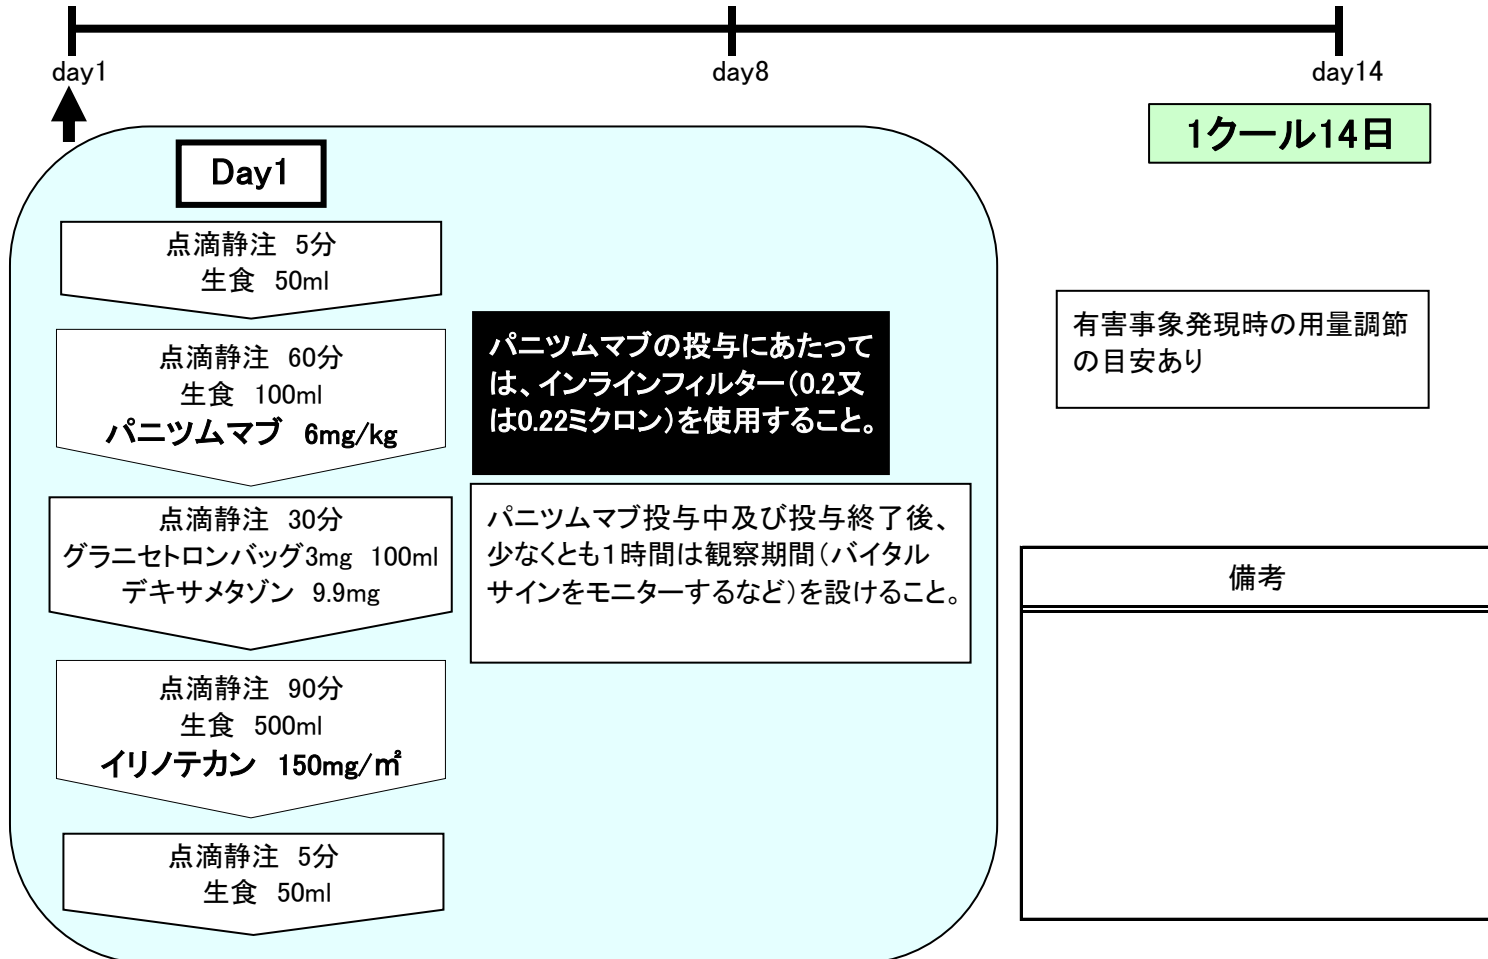 day1
day8
day14
1クール14日
Day1
点滴静注 5分
生食 50ml
点滴静注 60分
生食 100ml
パニツムマブ 6mg/kg
パニツムマブの投与にあたって
は、インラインフィルター(0.2又
は0.22ミクロン)を使用すること。
有害事象発現時の用量調節
の目安あり
点滴静注 30分
グラニセトロンバッグ3mg 100ml
デキサメタゾン 9.9mg
パニツムマブ投与中及び投与終了後、
少なくとも1時間は観察期間(バイタル
サインをモニターするなど)を設けること。
備考
点滴静注 90分
生食 500ml
イリノテカン 150mg/㎡
点滴静注 5分
生食 50ml